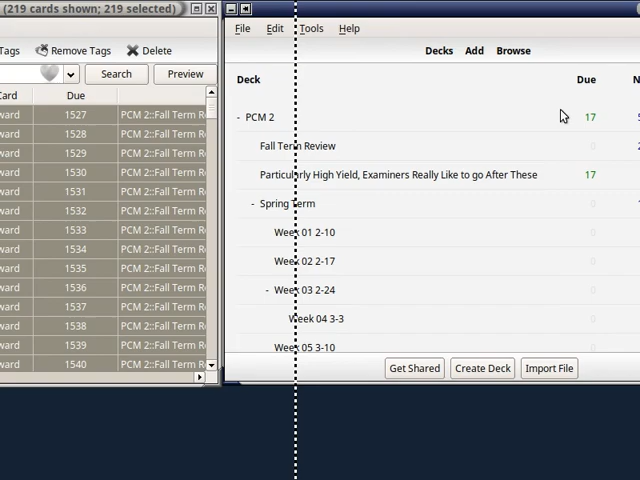 (219 cards shown; 219 selected)
Tags Remove Tags Delete
Search Preview
Card Due
ward 1527 PCM 2::Fall Term R
ward 1528 PCM 2::Fall Term R
ward 1529 PCM 2::Fall Term R
ward 1530 PCM 2::Fall Term R
ward 1531 PCM 2::Fall Term R
ward 1532 PCM 2::Fall Term R
ward 1533 PCM 2::Fall Term R
ward 1534 PCM 2::Fall Term R
ward 1535 PCM 2::Fall Term R
ward 1536 PCM 2::Fall Term R
ward 1537 PCM 2::Fall Term R
ward 1538 PCM 2::Fall Term R
ward 1539 PCM 2::Fall Term R
ward 1540 PCM 2::Fall Term R
File Edit Tools Help
Decks Add Browse
Deck Due N
- PCM 2 17 5
Fall Term Review 0 2
Particularly High Yield, Examiners Really Like to go After These 17
- Spring Term 0
Week 01 2-10 0
Week 02 2-17 0
- Week 03 2-24 0
Week 04 3-3 0
Week 05 3-10 0
Get Shared Create Deck Import File